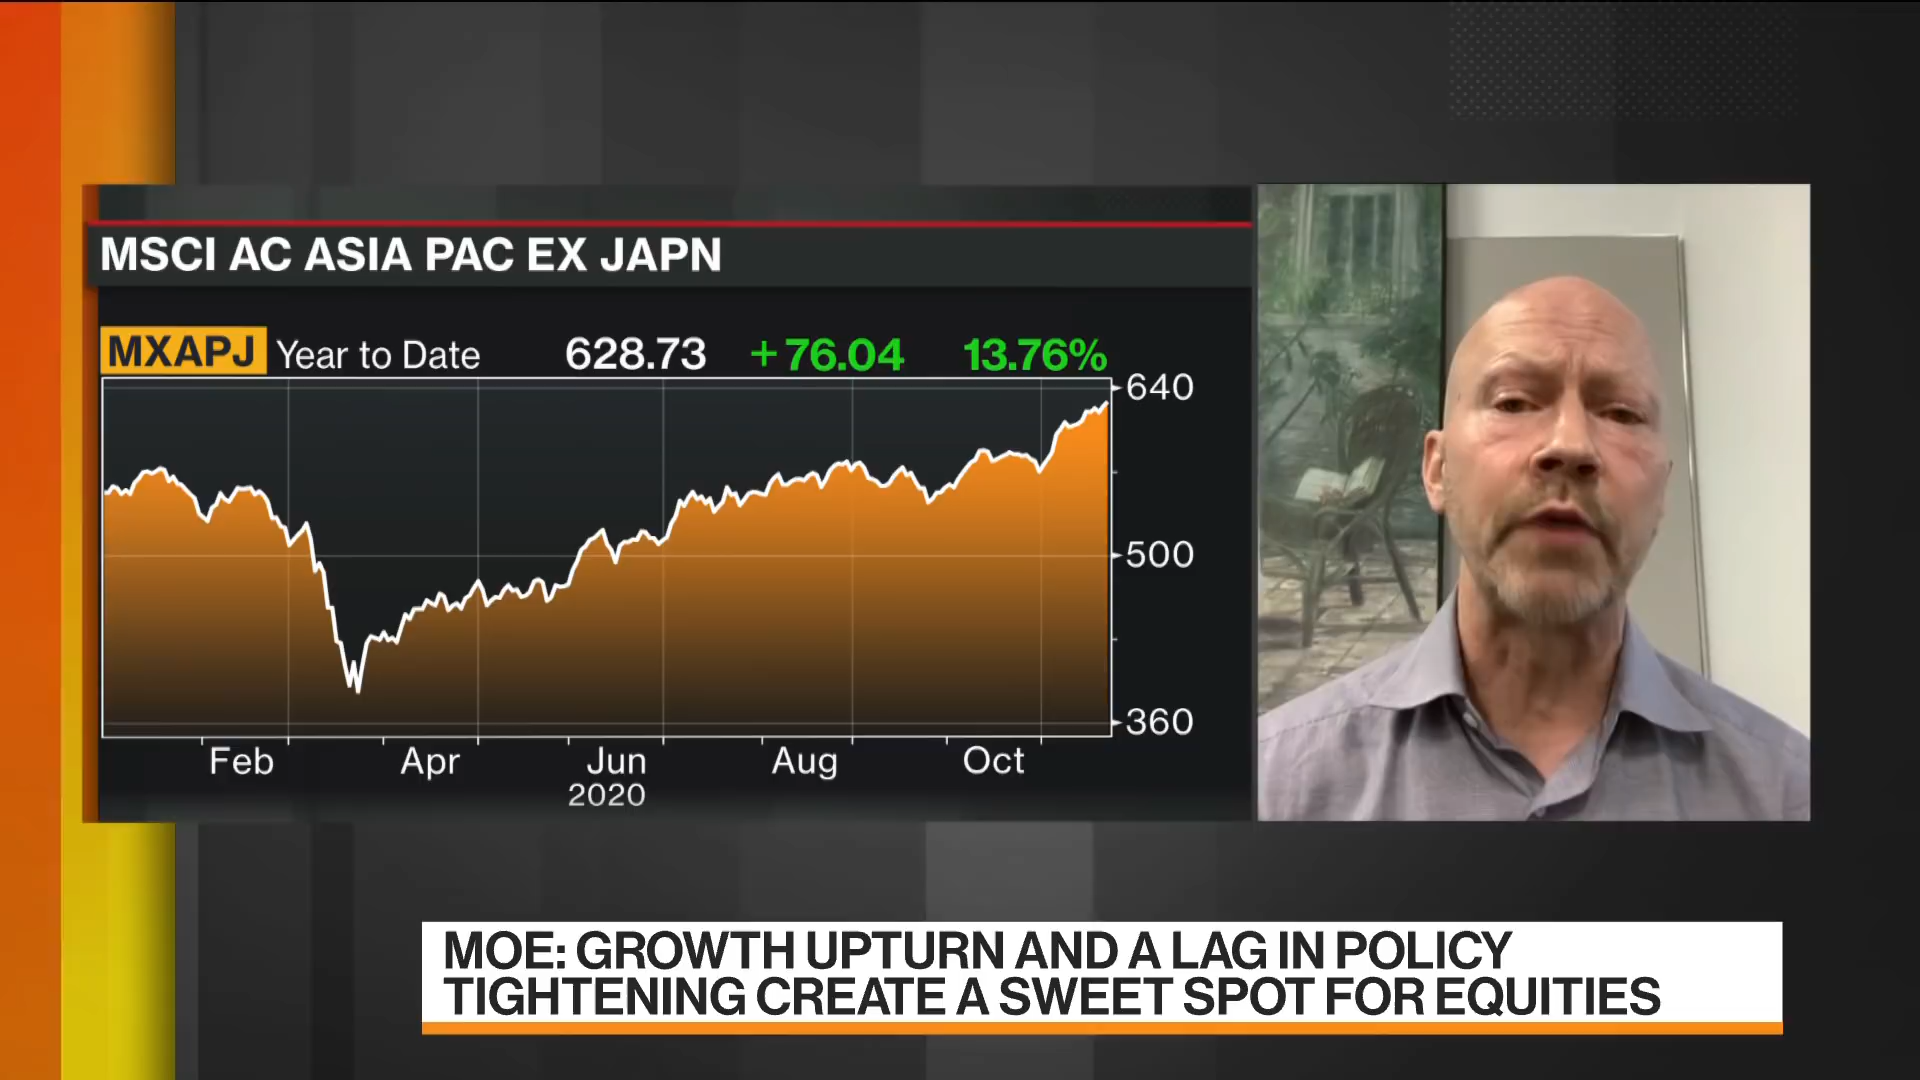 MSCI AC ASIA PAC EX JAPN
MXAPJ Year to Date 628.73 +76.04 13.76%
640
500
360
Feb Apr Jun Aug Oct
2020
MOE: GROWTH UPTURN AND A LAG IN POLICY
TIGHTENING CREATE A SWEET SPOT FOR EQUITIES